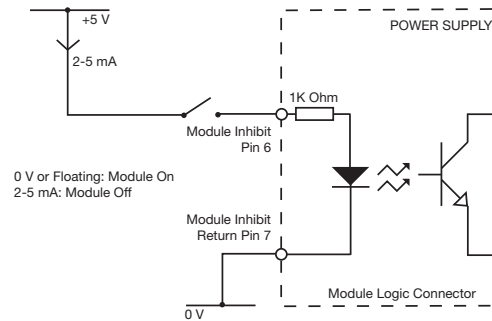 +5 V
POWER SUPPLY
2-5 mA
1K Ohm
Module Inhibit
Pin 6
0 V or Floating: Module On
2-5 mA: Module Off
Module Inhibit
Return Pin 7
Module Logic Connector
0 V